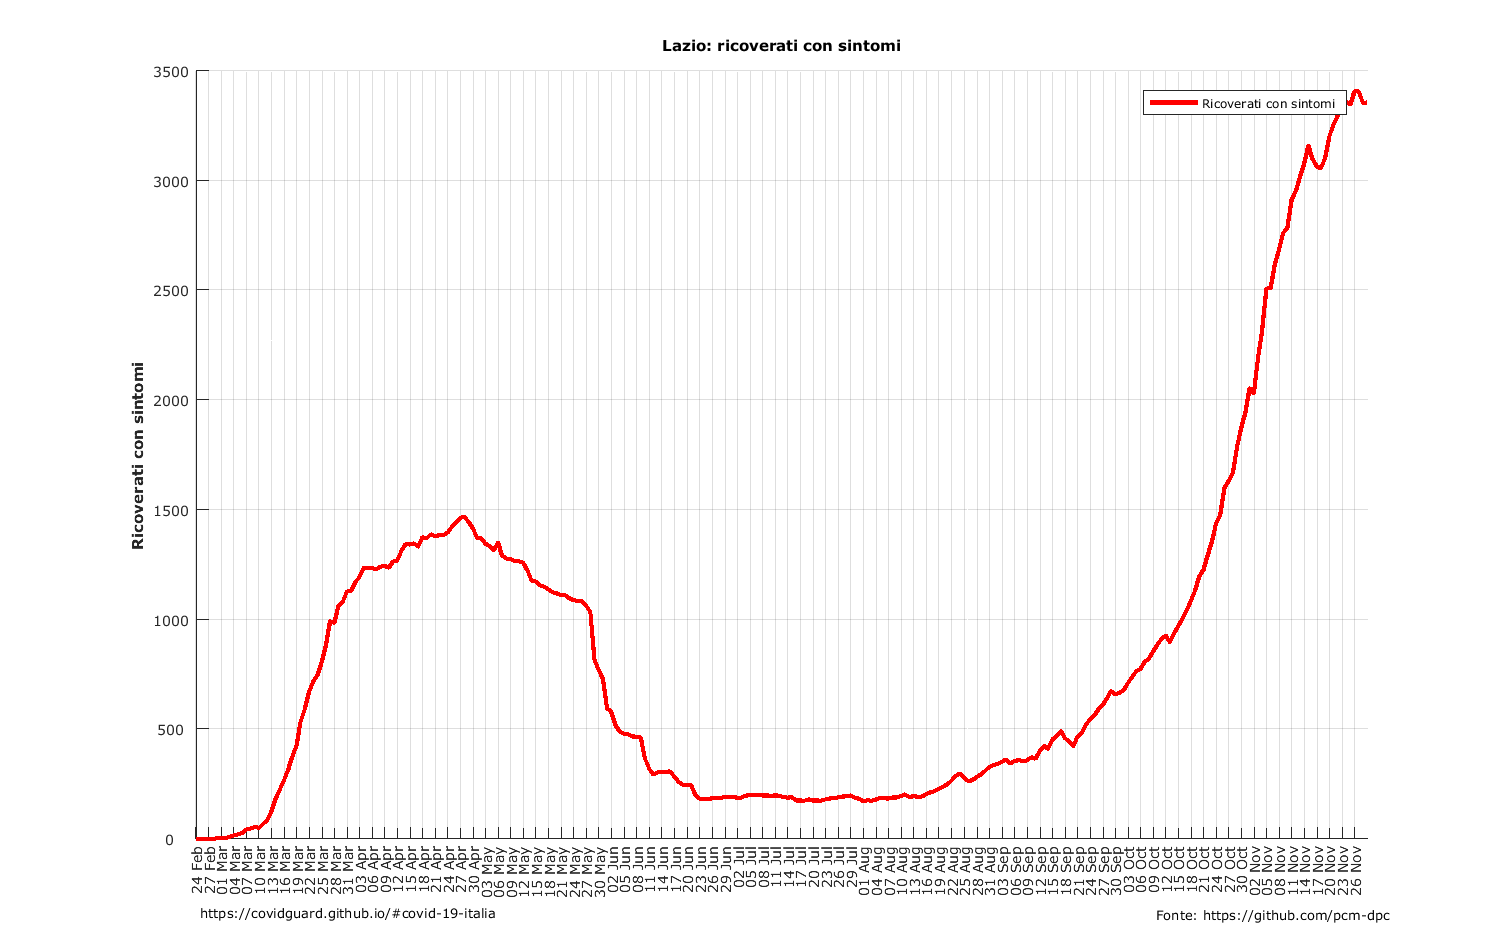 Lazio: ricoverati con sintomi
Ricoverati con sintomi
Ricoverati con sintomi
3500
3000
2500
2000
1500
1000
500
0
24 Feb
27 Feb
01 Mar
04 Mar
07 Mar
10 Mar
13 Mar
16 Mar
19 Mar
22 Mar
25 Mar
28 Mar
31 Mar
03 Apr
06 Apr
09 Apr
12 Apr
15 Apr
18 Apr
21 Apr
24 Apr
27 Apr
30 Apr
03 May
06 May
09 May
12 May
15 May
18 May
21 May
24 May
27 May
30 May
02 Jun
05 Jun
08 Jun
11 Jun
14 Jun
17 Jun
20 Jun
23 Jun
26 Jun
29 Jun
02 Jul
05 Jul
08 Jul
11 Jul
14 Jul
17 Jul
20 Jul
23 Jul
26 Jul
29 Jul
01 Aug
04 Aug
07 Aug
10 Aug
13 Aug
16 Aug
19 Aug
22 Aug
25 Aug
28 Aug
31 Aug
03 Sep
06 Sep
09 Sep
12 Sep
15 Sep
18 Sep
21 Sep
24 Sep
27 Sep
30 Sep
03 Oct
06 Oct
09 Oct
12 Oct
15 Oct
18 Oct
21 Oct
24 Oct
27 Oct
30 Oct
02 Nov
05 Nov
08 Nov
11 Nov
14 Nov
17 Nov
20 Nov
23 Nov
26 Nov
https://covidguard.github.io/#covid-19-italia
Fonte: https://github.com/pcm-dpc